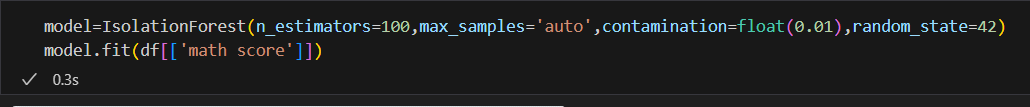 model=IsolationForest(n_estimators=100,max_samples='auto',contamination=float(0.01),random_state=42)
model.fit(df[['math score']])
0.3s